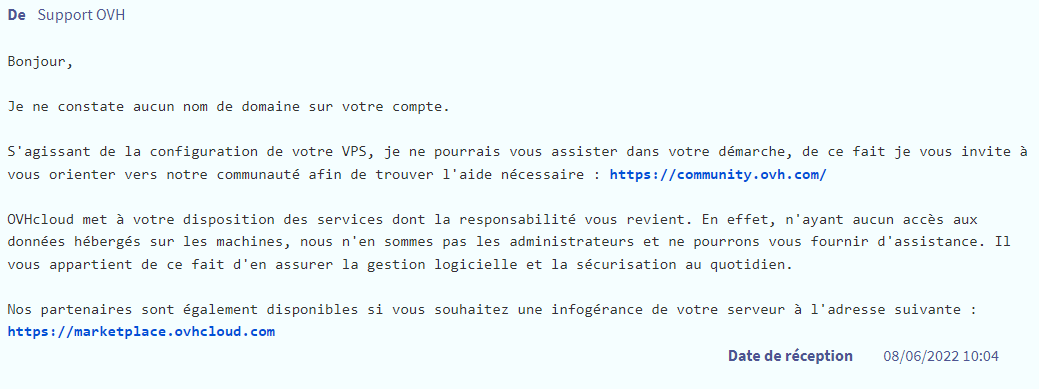 De Support OVH
Bonjour,
Je ne constate aucun nom de domaine sur votre compte.
S'agissant de la configuration de votre VPS, je ne pourrais vous assister dans votre démarche, de ce fait je vous invite à
vous orienter vers notre communauté afin de trouver l'aide nécessaire : https://community.ovh.com/
OVHcloud met à votre disposition des services dont la responsabilité vous revient. En effet, n'ayant aucun accès aux
données hébergés sur les machines, nous n'en sommes pas les administrateurs et ne pourrons vous fournir d'assistance. Il
vous appartient de ce fait d'en assurer la gestion logicielle et la sécurisation au quotidien.
Nos partenaires sont également disponibles si vous souhaitez une infogérance de votre serveur à l'adresse suivante :
https://marketplace.ovhcloud.com
Date de réception 08/06/2022 10:04